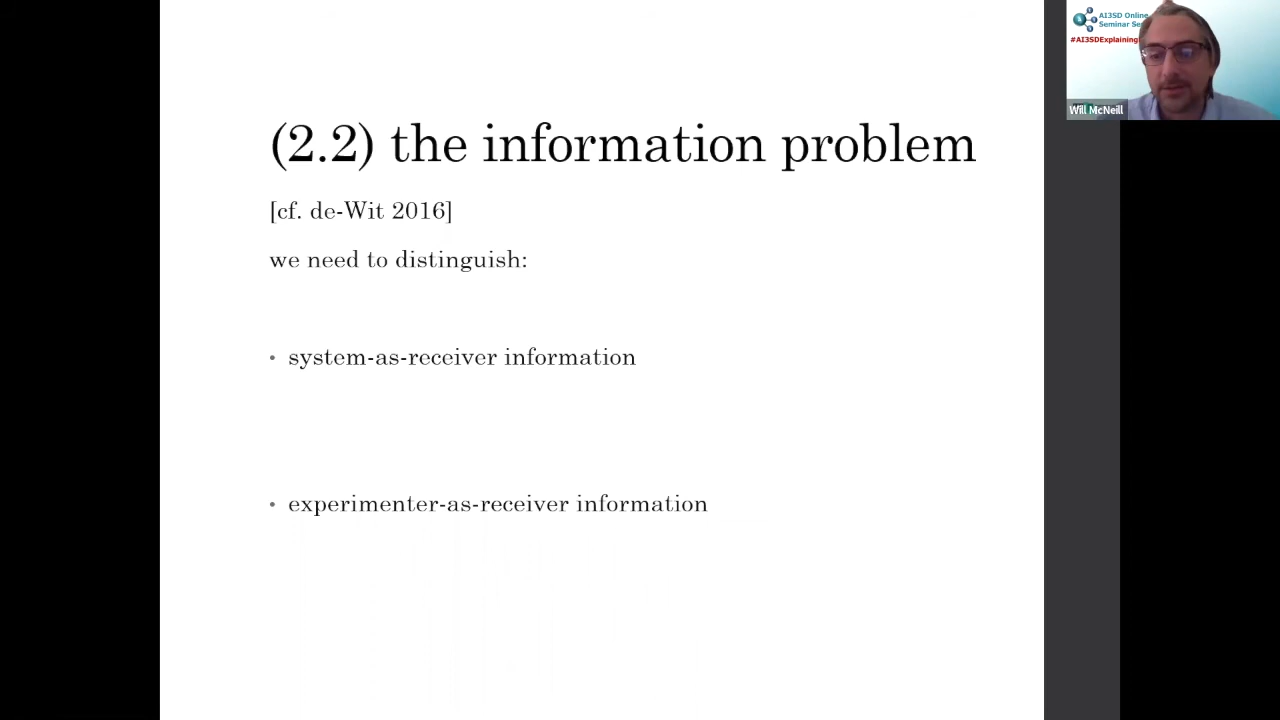 (2.2) the information problem
[cf. de-Wit 2016]
we need to distinguish:
• system-as-receiver information
• experimenter-as-receiver information
AI3SD Online
Seminar Se
#AI3SDExplaining
Will McNeill